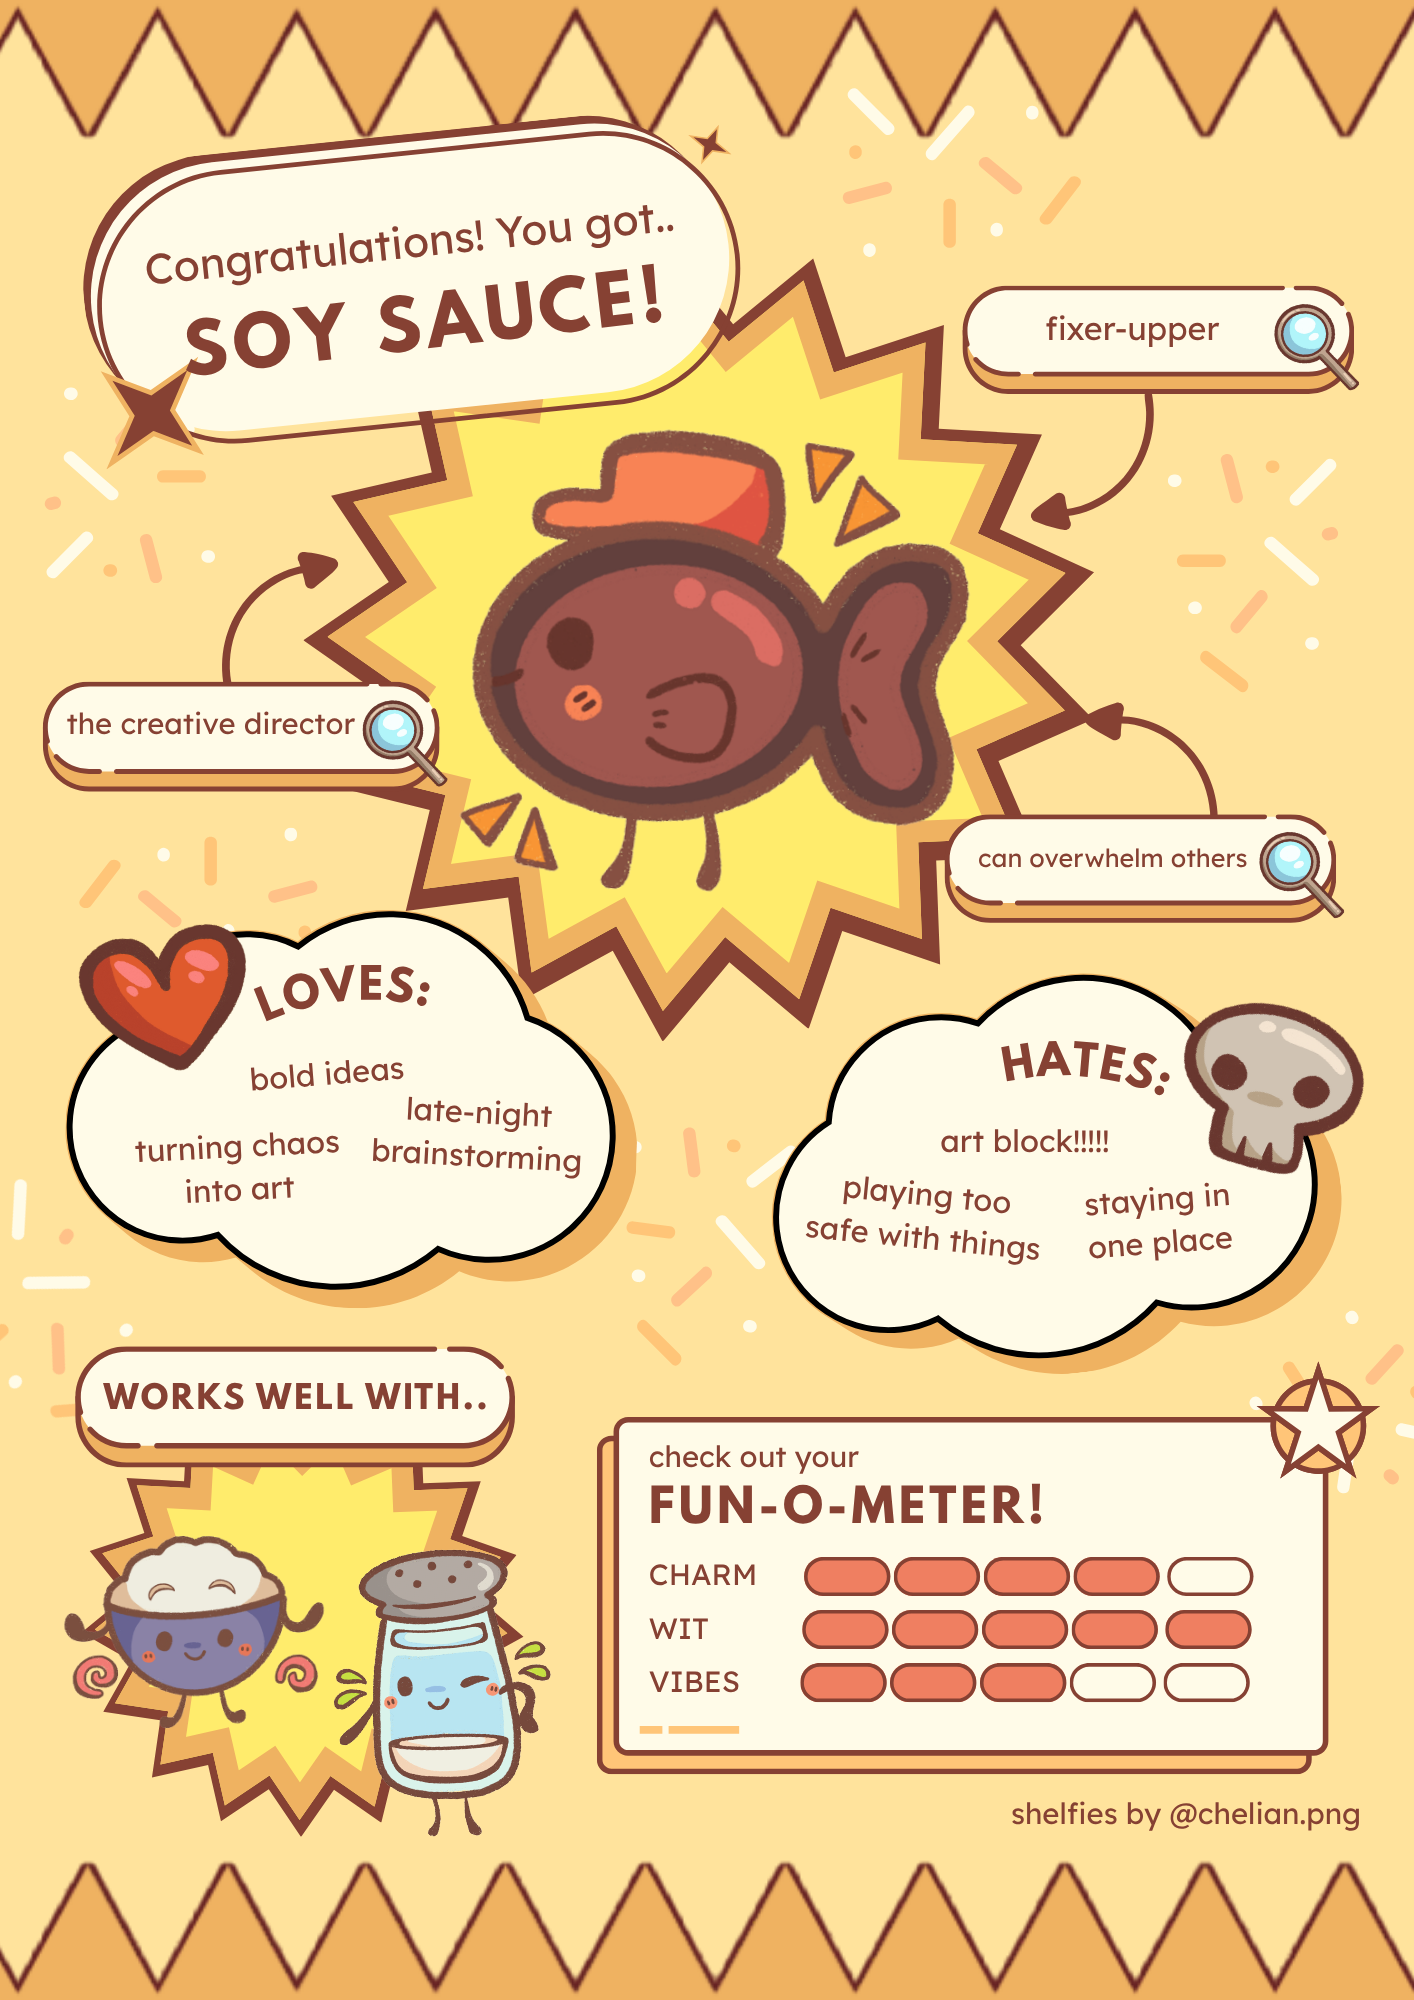 Congratulations! You got..
SOY SAUCE!
fixer-upper
the creative director
can overwhelm others
LOVES:
bold ideas
late-night
brainstorming
turning chaos
into art
HATES:
art block!!!!!
playing too
safe with things
staying in
one place
WORKS WELL WITH..
check out your
FUN-O-METER!
CHARM
WIT
VIBES
shelfies by @chelian.png